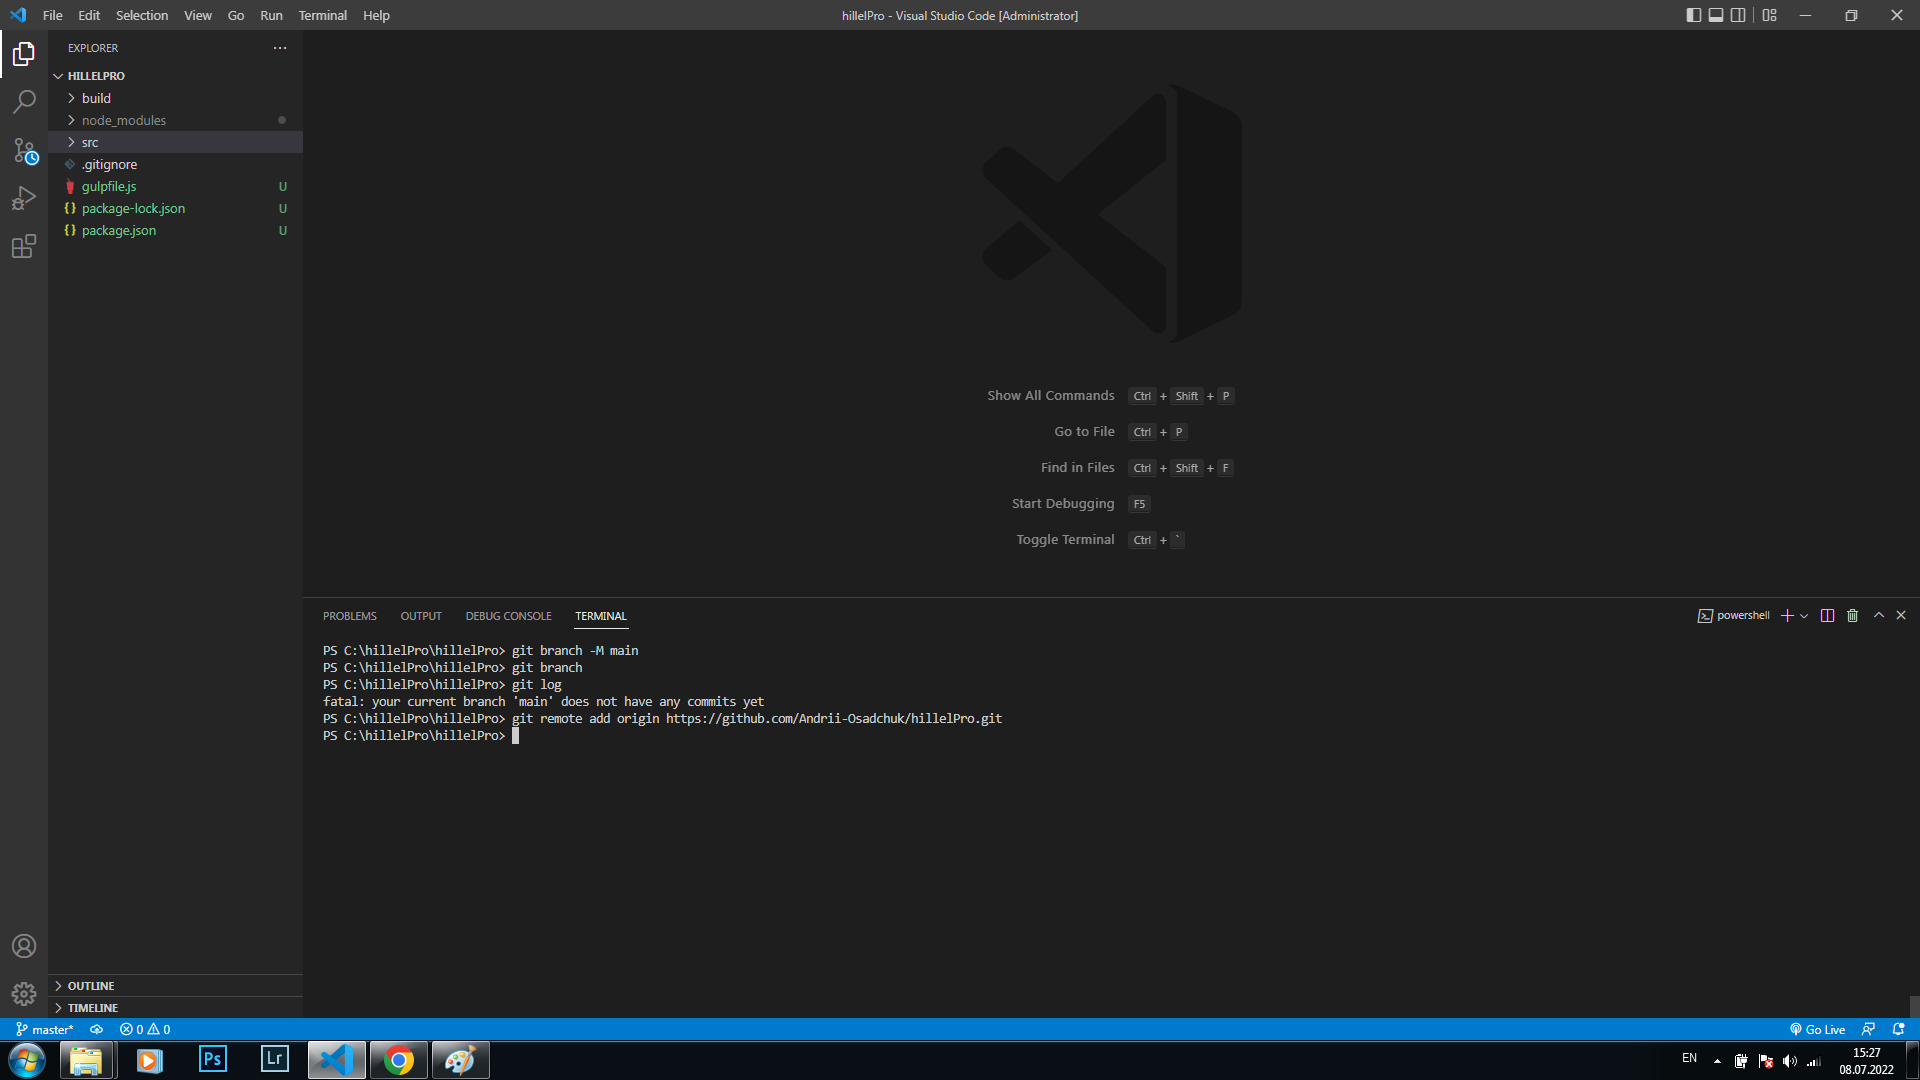 File Edit Selection View Go Run Terminal Help
hillelPro - Visual Studio Code [Administrator]
EXPLORER
HILLELPRO
build
node_modules
src
.gitignore
gulpfile.js U
package-lock.json U
package.json U
Show All Commands Ctrl + Shift + P
Go to File Ctrl + P
Find in Files Ctrl + Shift + F
Start Debugging F5
Toggle Terminal Ctrl + `
PROBLEMS OUTPUT DEBUG CONSOLE TERMINAL
powershell
PS C:\hillelPro\hillelPro> git branch -M main
PS C:\hillelPro\hillelPro> git branch
PS C:\hillelPro\hillelPro> git log
fatal: your current branch 'main' does not have any commits yet
PS C:\hillelPro\hillelPro> git remote add origin https://github.com/Andrii-Osadchuk/hillelPro.git
PS C:\hillelPro\hillelPro>
OUTLINE
TIMELINE
master* 0 0 Go Live
Ps Lr
EN
15:27
08.07.2022